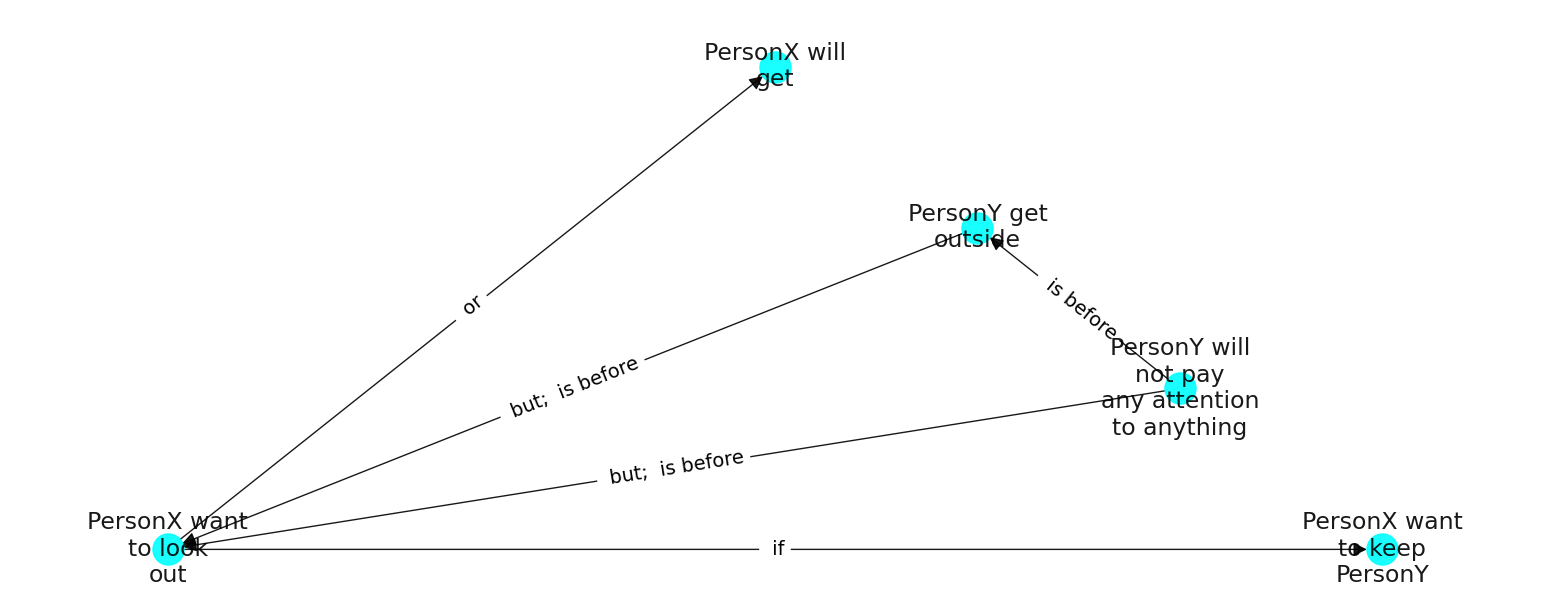 PersonX will
get
PersonY get
outside
or
is before
but;  is before
PersonY will
not pay
any attention
to anything
but;  is before
PersonX want
to look
out
if
PersonX want
to keep
PersonY